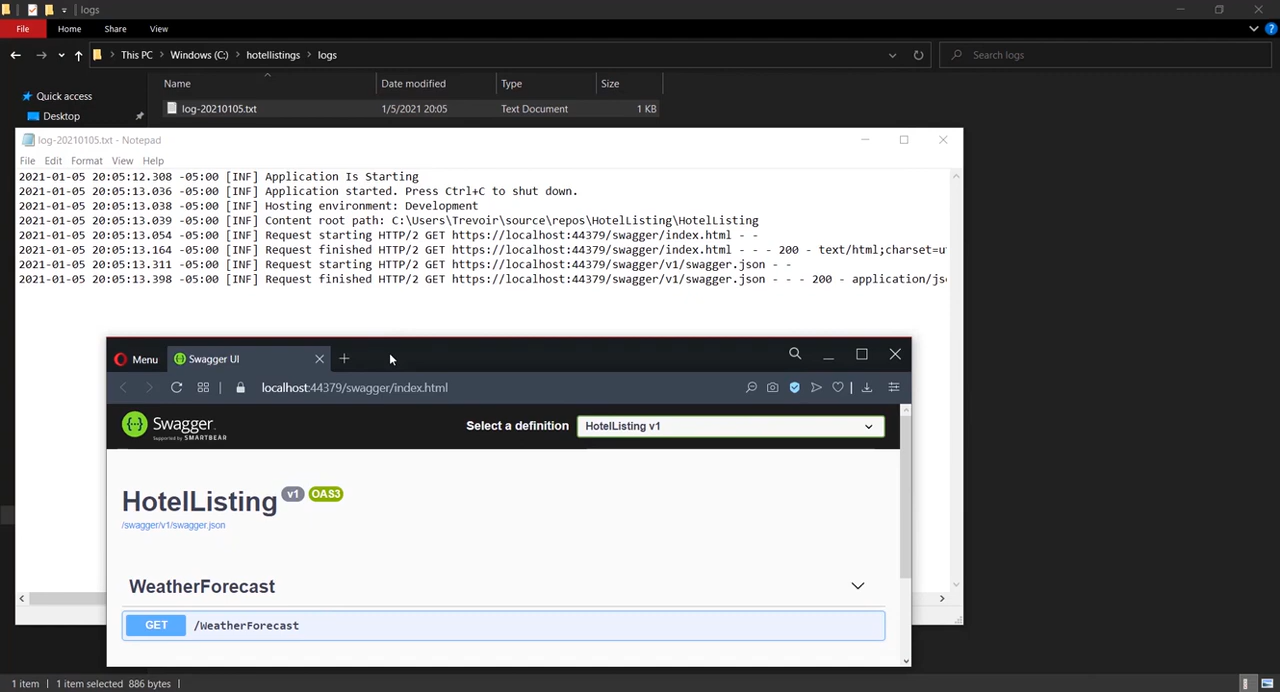 logs
File Home Share View
This PC > Windows (C:) > hotellistings > logs
Search logs
Name Date modified Type Size
Quick access
log-20210105.txt 1/5/2021 20:05 Text Document 1 KB
Desktop
log-20210105.txt - Notepad
File Edit Format View Help
2021-01-05 20:05:12.308 -05:00 [INF] Application Is Starting
2021-01-05 20:05:13.036 -05:00 [INF] Application started. Press Ctrl+C to shut down.
2021-01-05 20:05:13.038 -05:00 [INF] Hosting environment: Development
2021-01-05 20:05:13.039 -05:00 [INF] Content root path: C:\Users\Trevoir\source\repos\HotelListing\HotelListing
2021-01-05 20:05:13.054 -05:00 [INF] Request starting HTTP/2 GET https://localhost:44379/swagger/index.html - -
2021-01-05 20:05:13.164 -05:00 [INF] Request finished HTTP/2 GET https://localhost:44379/swagger/index.html - - - 200 - text/html;charset=u
2021-01-05 20:05:13.311 -05:00 [INF] Request starting HTTP/2 GET https://localhost:44379/swagger/v1/swagger.json - -
2021-01-05 20:05:13.398 -05:00 [INF] Request finished HTTP/2 GET https://localhost:44379/swagger/v1/swagger.json - - - 200 - application/js
Menu Swagger UI
localhost:44379/swagger/index.html
Swagger.
Supported by SMARTBEAR
Select a definition HotelListing v1
HotelListing v1 OAS3
/swagger/v1/swagger.json
WeatherForecast
GET /WeatherForecast
1 item 1 item selected 886 bytes